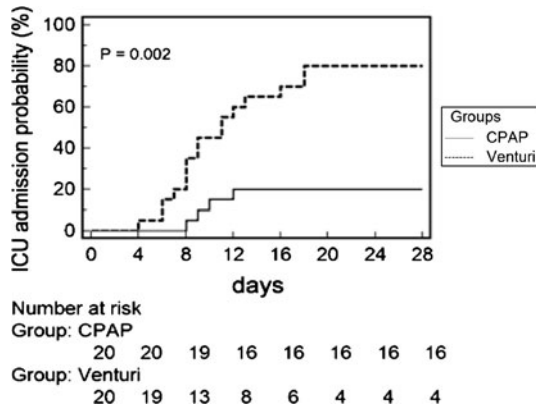 ICU admission probability (%)
100
80
60
40
20
0
P = 0.002
0 4 8 12 16 20 24 28
days
Groups
CPAP
Venturi
Number at risk
Group: CPAP
20 20 19 16 16 16 16 16
Group: Venturi
20 19 13 8 6 4 4 4